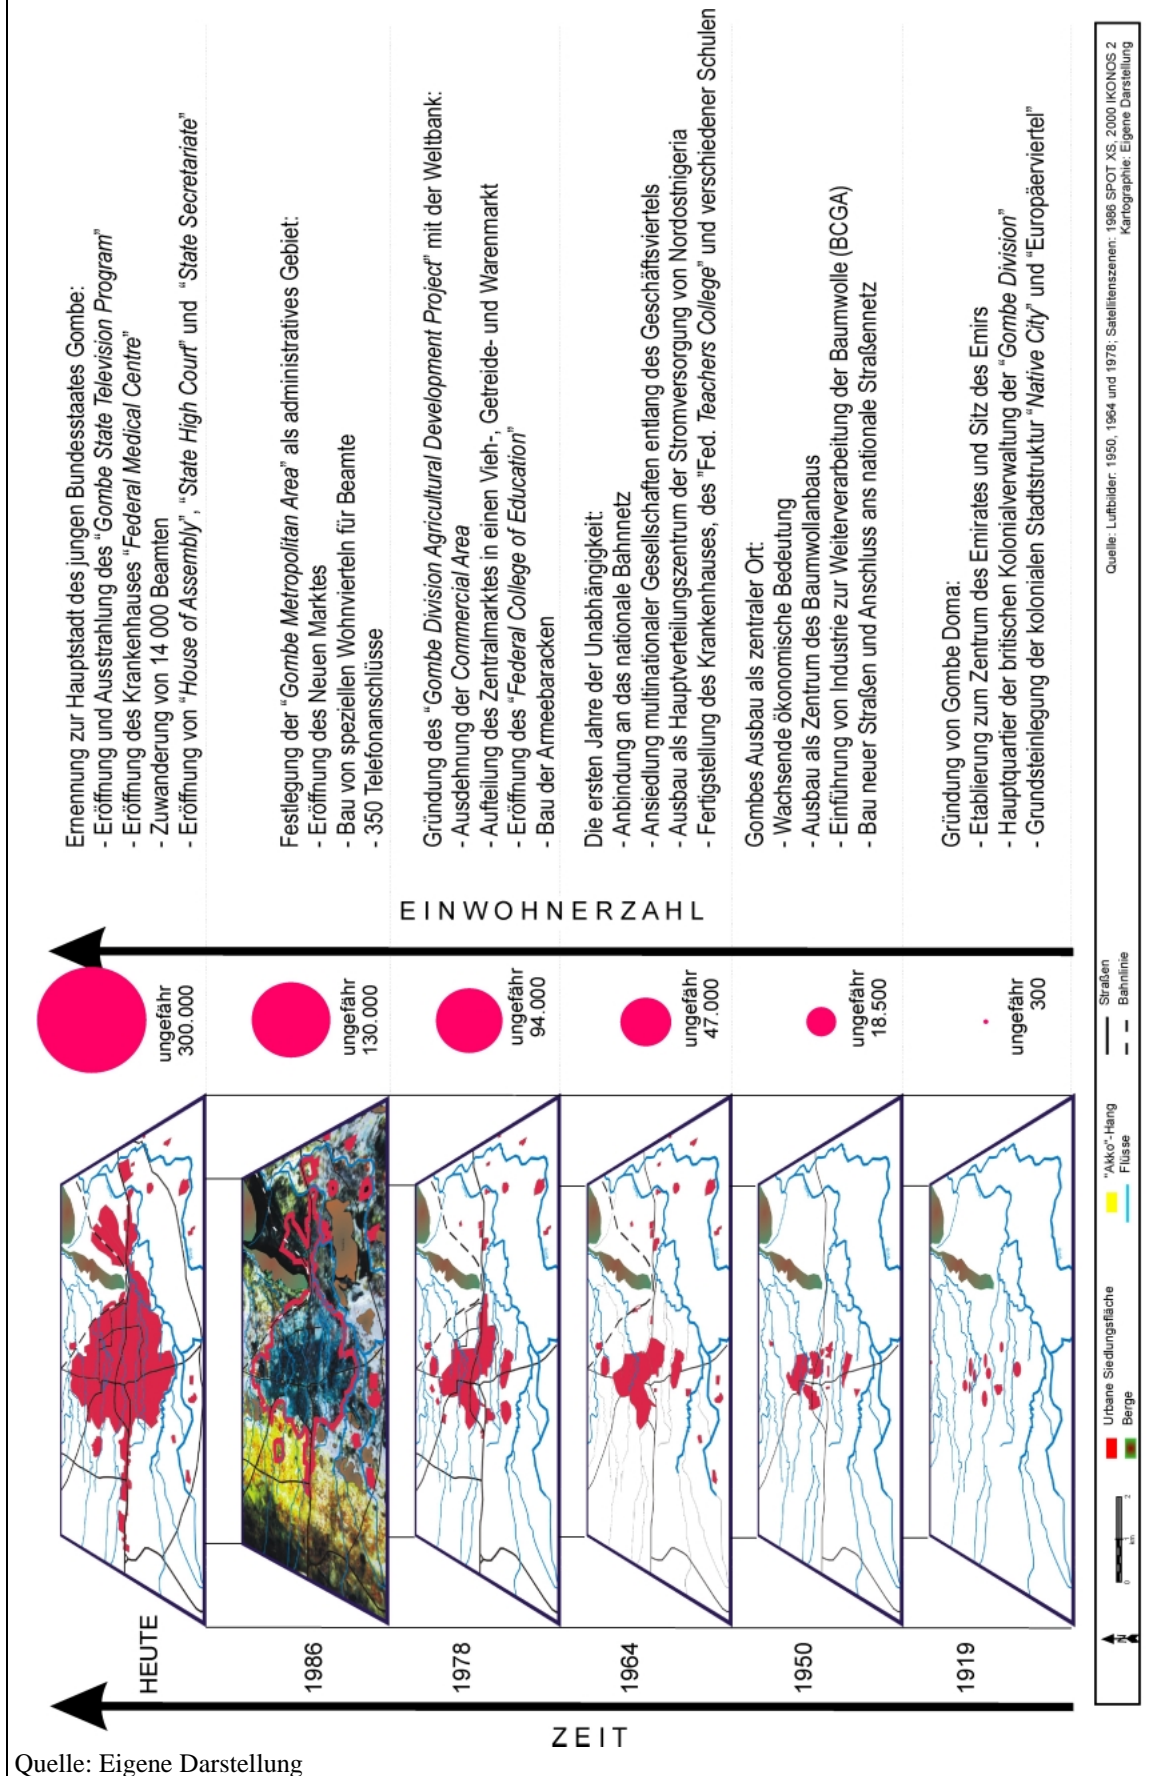 ZEIT
HEUTE
1986
1978
1964
1950
1919
EINWOHNERZAHL
ungefähr
300.000
ungefähr
130.000
ungefähr
94.000
ungefähr
47.000
ungefähr
18.500
ungefähr
300
Ernennung zur Hauptstadt des jungen Bundesstaates Gombe:
- Eröffnung und Ausstrahlung des “Gombe State Television Program”
- Eröffnung des Krankenhauses “Federal Medical Centre”
- Zuwanderung von 14 000 Beamten
- Eröffnung von “House of Assembly”, “State High Court” und “State Secretariate”
Festlegung der “Gombe Metropolitan Area” als administratives Gebiet:
- Eröffnung des Neuen Marktes
- Bau von speziellen Wohnvierteln für Beamte
- 350 Telefonanschlüsse
Gründung des “Gombe Division Agricultural Development Project” mit der Weltbank:
- Ausdehnung der Commercial Area
- Aufteilung des Zentralmarktes in einen Vieh-, Getreide- und Warenmarkt
- Eröffnung des “Federal College of Education”
- Bau der Armeebaracken
Die ersten Jahre der Unabhängigkeit:
- Anbindung an das nationale Bahnnetz
- Ansiedlung multinationaler Gesellschaften entlang des Geschäftsviertels
- Ausbau als Hauptverteilungszentrum der Stromversorgung von Nordostnigeria
- Fertigstellung des Krankenhauses, des ”Fed. Teachers College” und verschiedener Schulen
Gombes Ausbau als zentraler Ort:
- Wachsende ökonomische Bedeutung
- Ausbau als Zentrum des Baumwollanbaus
- Einführung von Industrie zur Weiterverarbeitung der Baumwolle (BCGA)
- Bau neuer Straßen und Anschluss ans nationale Straßennetz
Gründung von Gombe Doma:
- Etablierung zum Zentrum des Emirates und Sitz des Emirs
- Hauptquartier der britischen Kolonialverwaltung der “Gombe Division”
- Grundsteinlegung der kolonialen Stadtstruktur “Native City” und “Europäerviertel”
N
0 1 2
km
Urbane Siedlungsfläche
Berge
"Akko"-Hang
Flüsse
Straßen
Bahnlinie
Quelle: Luftbilder: 1950, 1964 und 1978; Satellitenszenen: 1986 SPOT XS, 2000 IKONOS 2
Kartographie: Eigene Darstellung
Quelle: Eigene Darstellung